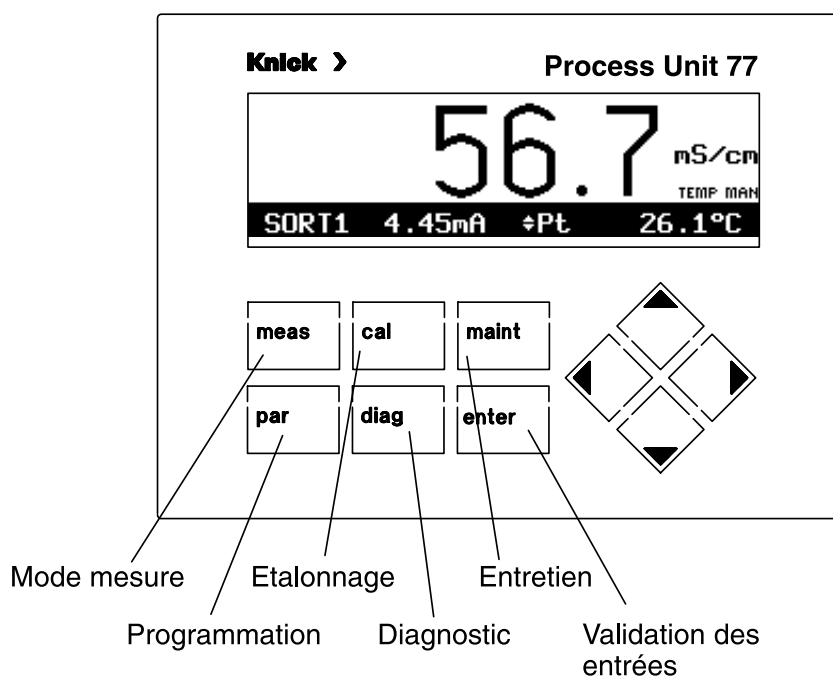 Knick >
Process Unit 77
56.7 mS/cm
TEMP MAN
SORT1 4.45mA ♦Pt 26.1°C
meas cal maint
par diag enter
Mode mesure Etalonnage Entretien
Programmation Diagnostic Validation des
entrées